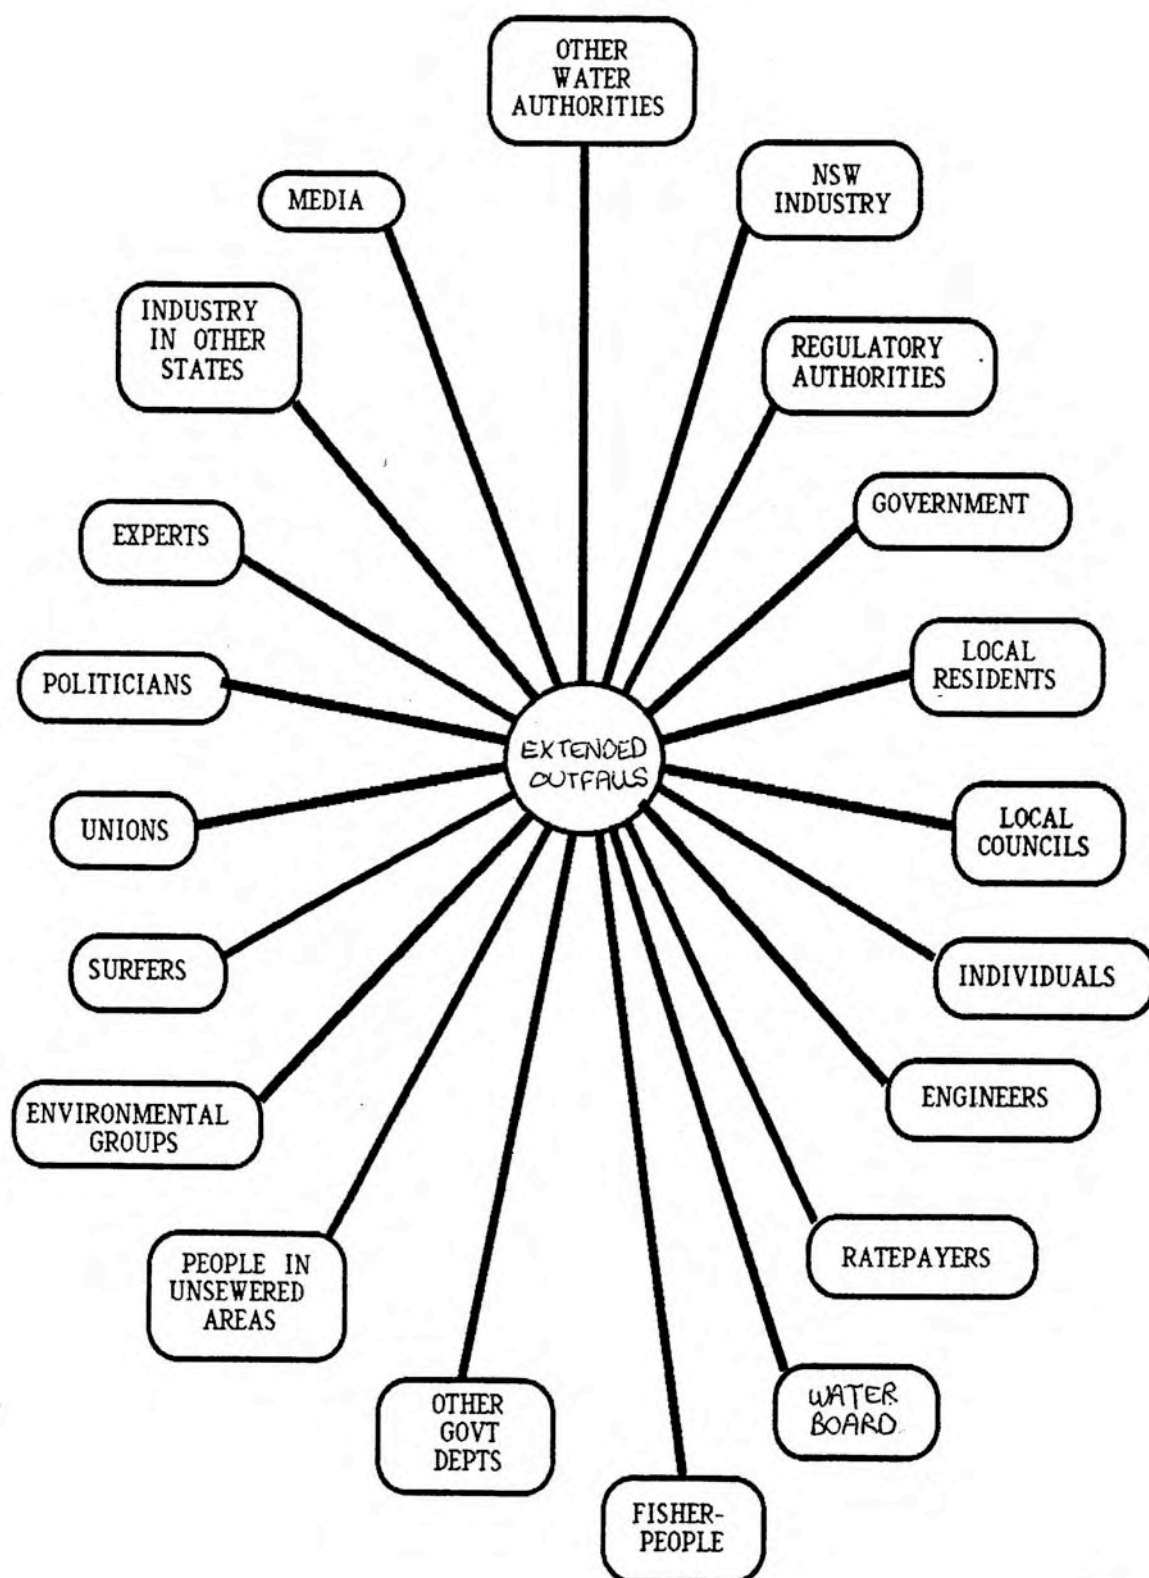 OTHER
WATER
AUTHORITIES
NSW
INDUSTRY
MEDIA
INDUSTRY
IN OTHER
STATES
REGULATORY
AUTHORITIES
GOVERNMENT
EXPERTS
LOCAL
RESIDENTS
POLITICIANS
EXTENDED
OUTFALLS
UNIONS
LOCAL
COUNCILS
SURFERS
INDIVIDUALS
ENVIRONMENTAL
GROUPS
ENGINEERS
PEOPLE IN
UNSEWERED
AREAS
RATEPAYERS
OTHER
GOVT
DEPTS
WATER
BOARD
FISHER-
PEOPLE